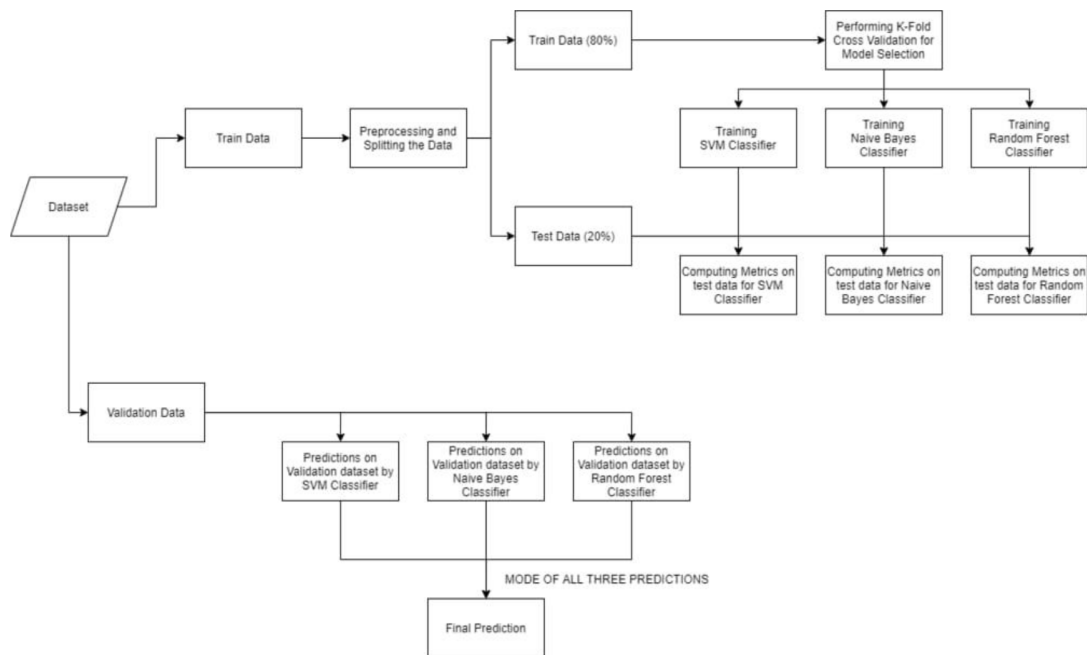 Train Data (80%)
Performing K-Fold
Cross Validation for
Model Selection
Train Data
Preprocessing and
Splitting the Data
Training
SVM Classifier
Training
Naive Bayes
Classifier
Training
Random Forest
Classifier
Dataset
Test Data (20%)
Computing Metrics on
test data for SVM
Classifier
Computing Metrics on
test data for Naive
Bayes Classifier
Computing Metrics on
test data for Random
Forest Classifier
Validation Data
Predictions on
Validation dataset by
SVM Classifier
Predictions on
Validation dataset by
Naive Bayes
Classifier
Predictions on
Validation dataset by
Random Forest
Classifier
MODE OF ALL THREE PREDICTIONS
Final Prediction